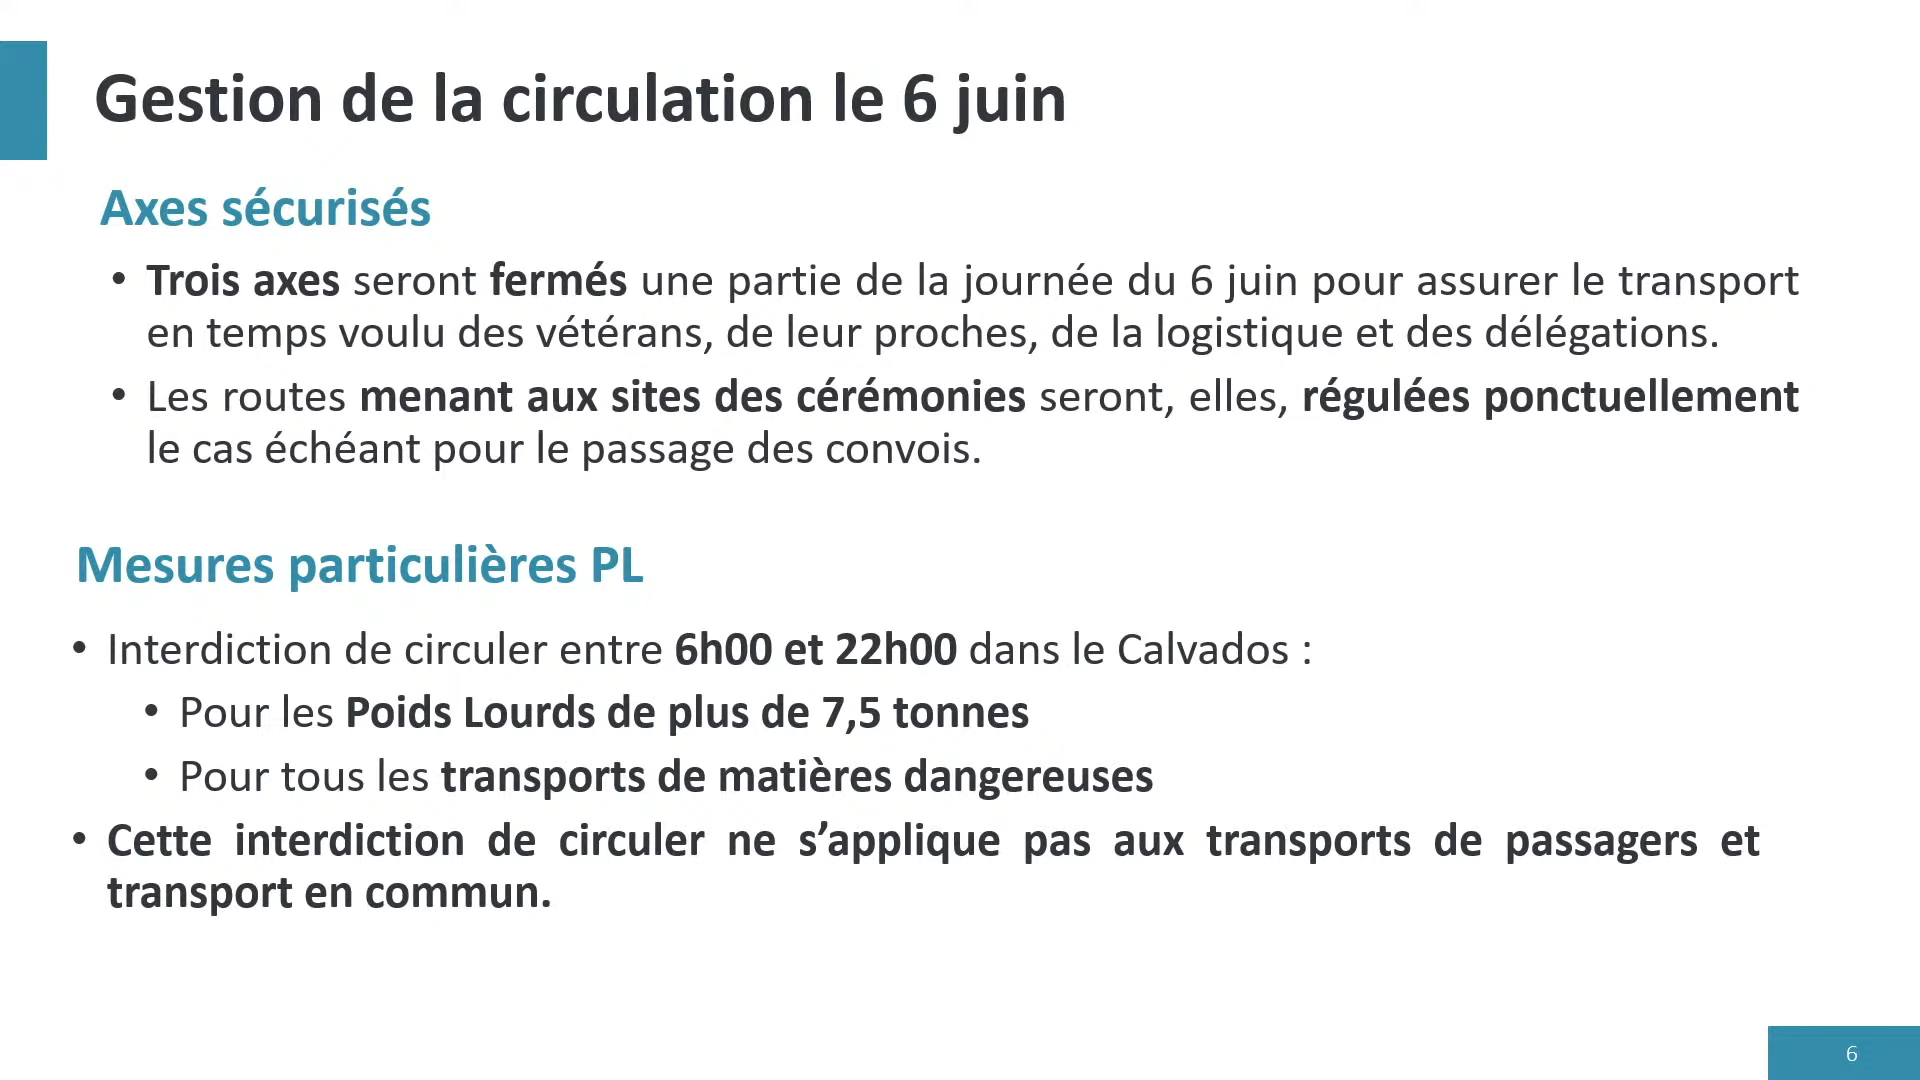 Gestion de la circulation le 6 juin
Axes sécurisés
• Trois axes seront fermés une partie de la journée du 6 juin pour assurer le transport
en temps voulu des vétérans, de leur proches, de la logistique et des délégations.
• Les routes menant aux sites des cérémonies seront, elles, régulées ponctuellement
le cas échéant pour le passage des convois.
Mesures particulières PL
• Interdiction de circuler entre 6h00 et 22h00 dans le Calvados :
• Pour les Poids Lourds de plus de 7,5 tonnes
• Pour tous les transports de matières dangereuses
• Cette interdiction de circuler ne s’applique pas aux transports de passagers et
transport en commun.
6